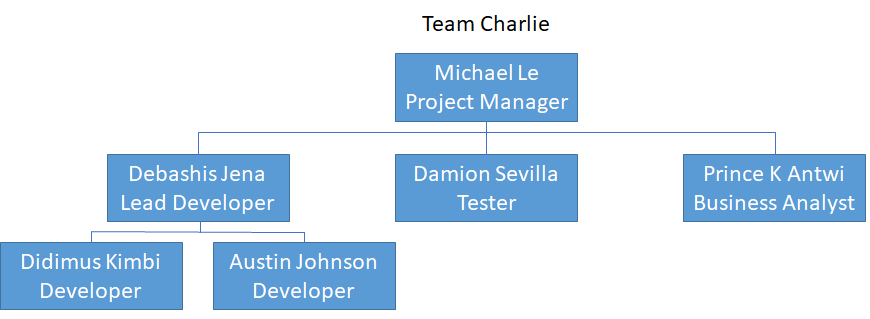 Team Charlie
Michael Le
Project Manager
Debashis Jena
Lead Developer
Damion Sevilla
Tester
Prince K Antwi
Business Analyst
Didimus Kimbi
Developer
Austin Johnson
Developer